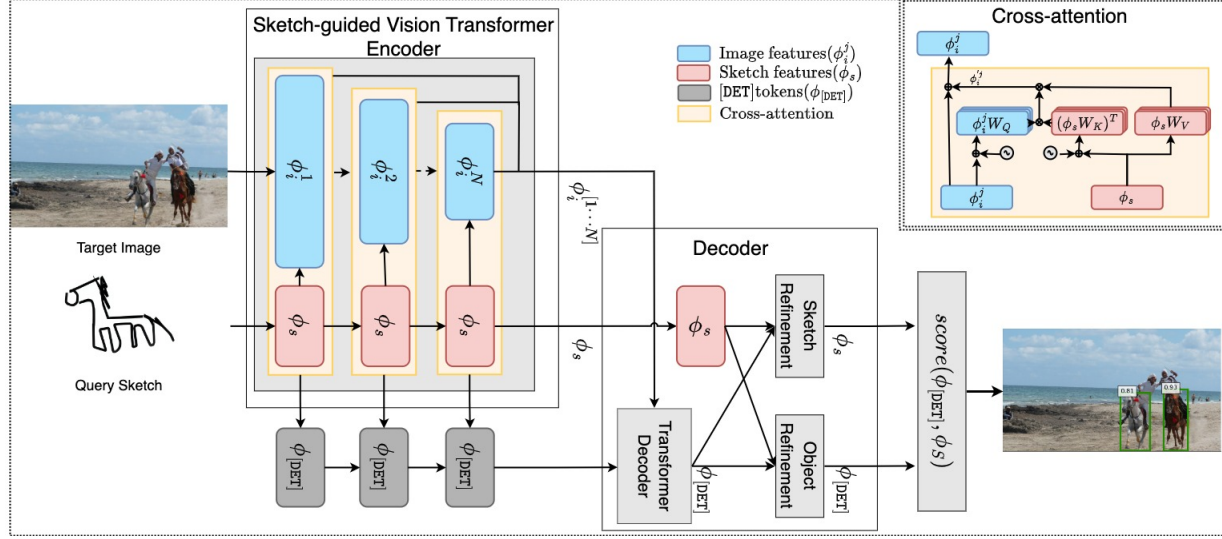 Sketch-guided Vision Transformer
Encoder
Image features(ϕ_i^j)
Sketch features(ϕ_s)
[DET]tokens(ϕ_[DET])
Cross-attention
Cross-attention
ϕ_i^j
ϕ_i^'j
ϕ_i^j W_Q
(ϕ_s W_K)^T
ϕ_s W_V
ϕ_i^j
ϕ_s
Target Image
Query Sketch
ϕ_i^1
ϕ_i^2
ϕ_i^N
ϕ_i^[1···N]
ϕ_s
ϕ_s
ϕ_s
ϕ_s
ϕ_[DET]
ϕ_[DET]
ϕ_[DET]
Decoder
ϕ_s
Transformer
Decoder
ϕ_[DET]
Sketch
Refinement
ϕ_s
Object
Refinement
ϕ_[DET]
score(ϕ_[DET], ϕ_S)
0.81
0.93